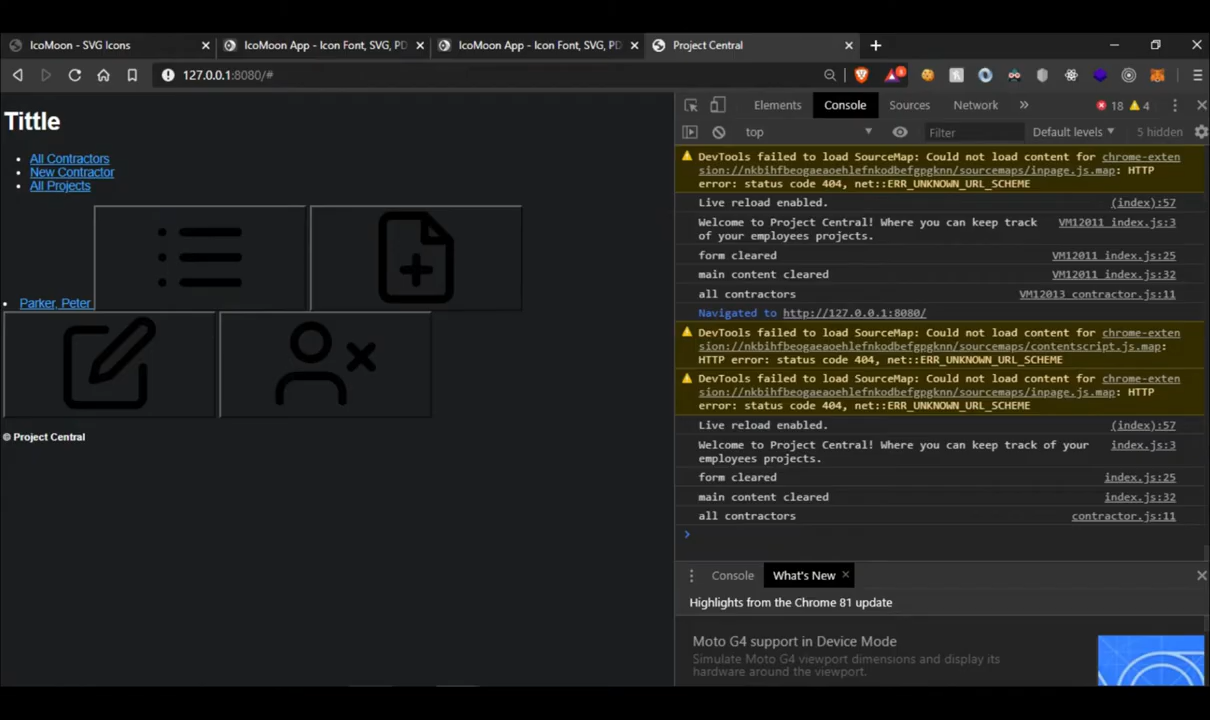 IcoMoon - SVG Icons
IcoMoon App - Icon Font, SVG, PD
IcoMoon App - Icon Font, SVG, PD
Project Central
127.0.0.1:8080/#
Tittle
All Contractors
New Contractor
All Projects
Parker, Peter
© Project Central
Elements Console Sources Network » 18 4
top Filter Default levels 5 hidden
DevTools failed to load SourceMap: Could not load content for chrome-exten
sion://nkbihfbeogaeaoehlefnkodbefgpgknn/sourcemaps/inpage.js.map: HTTP
error: status code 404, net::ERR_UNKNOWN_URL_SCHEME
Live reload enabled. (index):57
Welcome to Project Central! Where you can keep track VM12011 index.js:3
of your employees projects.
form cleared VM12011 index.js:25
main content cleared VM12011 index.js:32
all contractors VM12013 contractor.js:11
Navigated to http://127.0.0.1:8080/
DevTools failed to load SourceMap: Could not load content for chrome-exten
sion://nkbihfbeogaeaoehlefnkodbefgpgknn/sourcemaps/contentscript.js.map:
HTTP error: status code 404, net::ERR_UNKNOWN_URL_SCHEME
DevTools failed to load SourceMap: Could not load content for chrome-exten
sion://nkbihfbeogaeaoehlefnkodbefgpgknn/sourcemaps/inpage.js.map: HTTP
error: status code 404, net::ERR_UNKNOWN_URL_SCHEME
Live reload enabled. (index):57
Welcome to Project Central! Where you can keep track of your index.js:3
employees projects.
form cleared index.js:25
main content cleared index.js:32
all contractors contractor.js:11
Console What's New
Highlights from the Chrome 81 update
Moto G4 support in Device Mode
Simulate Moto G4 viewport dimensions and display its
hardware around the viewport.